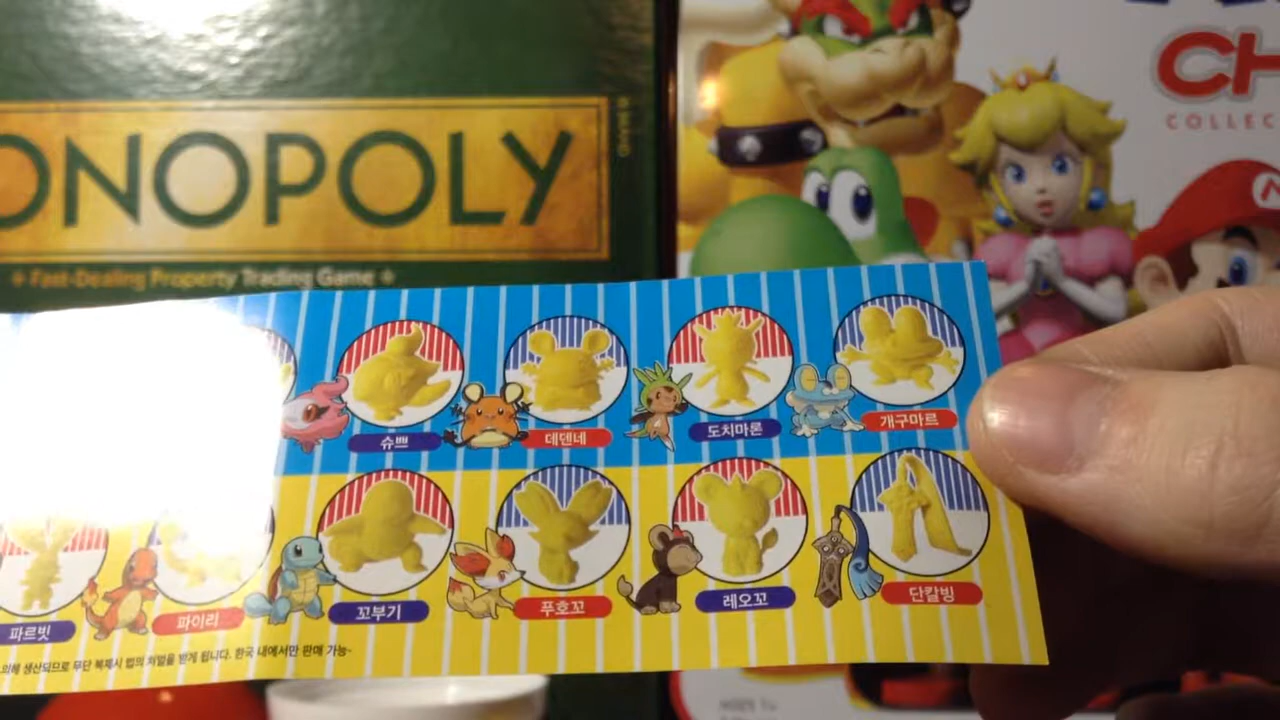 ONOPOLY
Fast-Dealing Property Trading Game
CH
COLLEC
M
슈쁘
데덴네
도치마론
개구마르
파르빗
파이리
꼬부기
푸호꼬
레오꼬
단칼빙
의해 생산되므로 무단 복제시 법의 처벌을 받게 됩니다. 한국 내에서만 판매 가능~